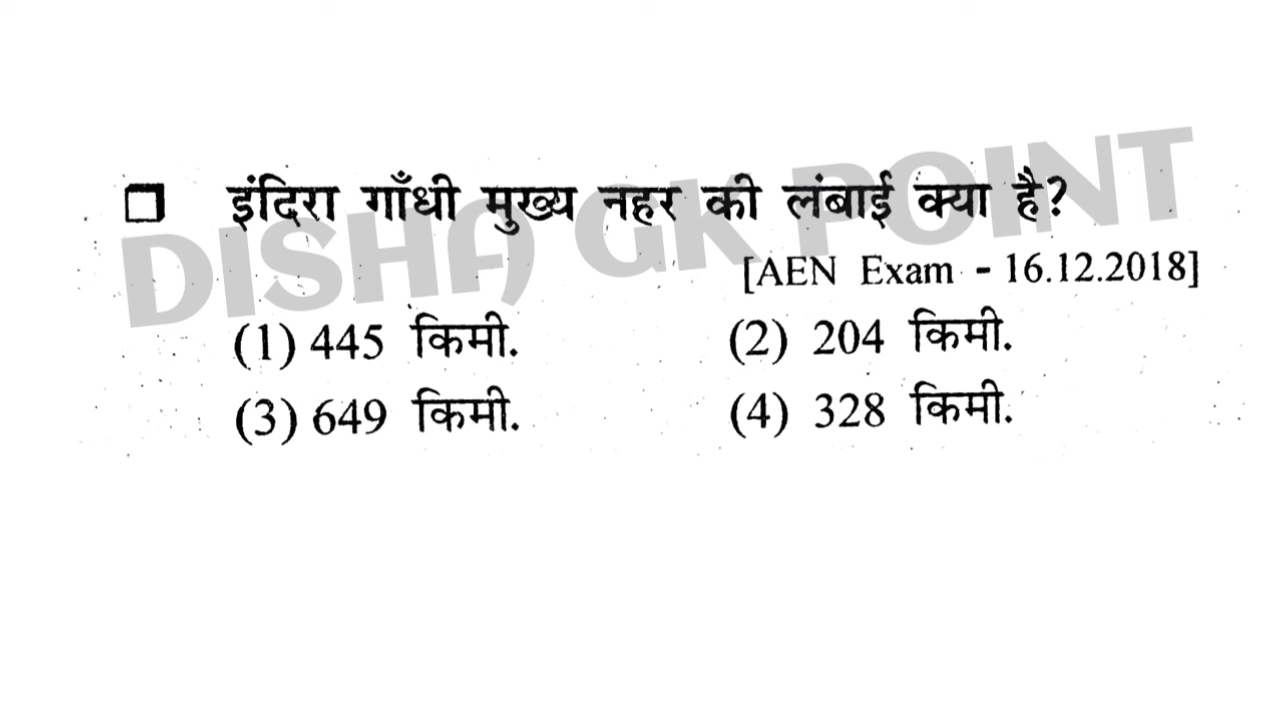 ❑ इंदिरा गाँधी मुख्य नहर की लंबाई क्या है?
[AEN Exam - 16.12.2018]
(1) 445 किमी. (2) 204 किमी.
(3) 649 किमी. (4) 328 किमी.
DISHA GK POINT